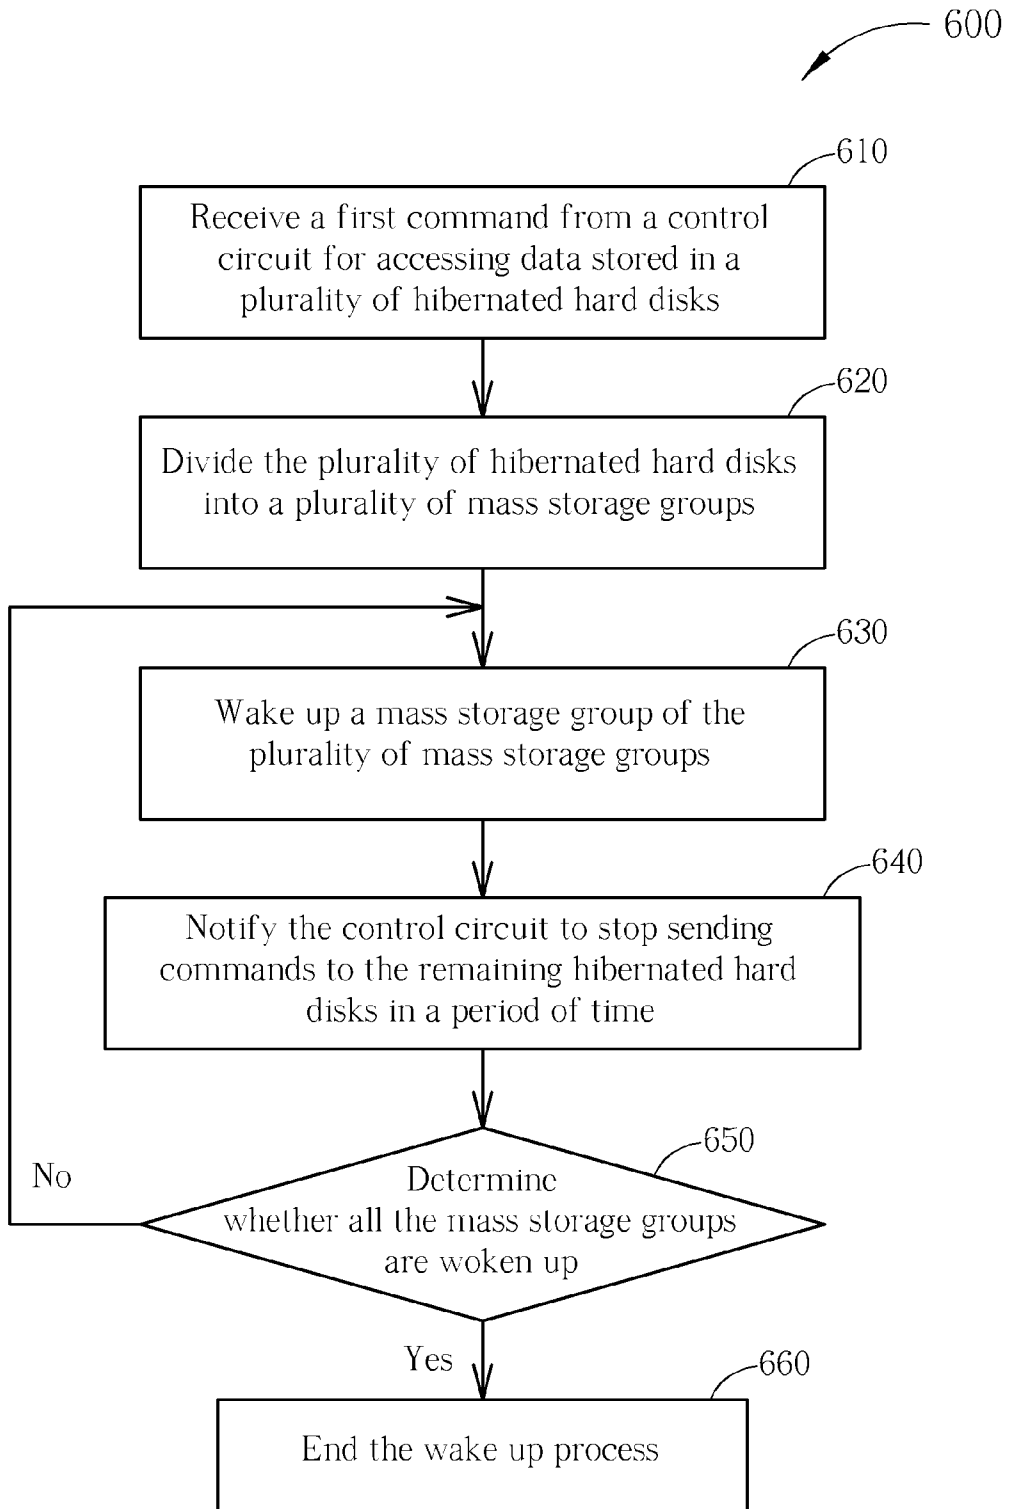 600
610
Receive a first command from a control
circuit for accessing data stored in a
plurality of hibernated hard disks
620
Divide the plurality of hibernated hard disks
into a plurality of mass storage groups
630
Wake up a mass storage group of the
plurality of mass storage groups
640
Notify the control circuit to stop sending
commands to the remaining hibernated hard
disks in a period of time
650
No
Determine
whether all the mass storage groups
are woken up
Yes
660
End the wake up process